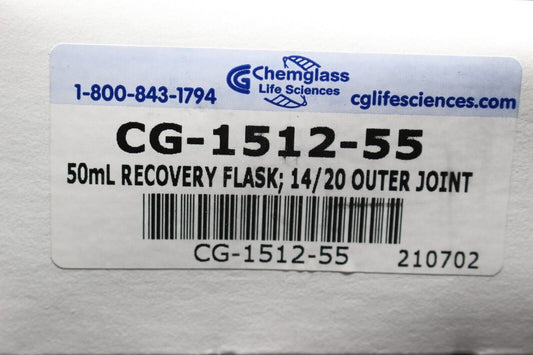 CG Chemglass
Life Sciences
1-800-843-1794
cglifesciences.com
CG-1512-55
50mL RECOVERY FLASK; 14/20 OUTER JOINT
CG-1512-55
210702